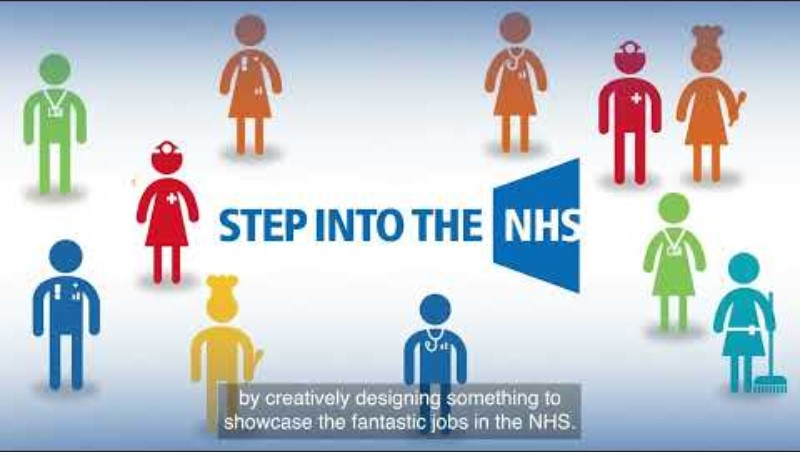 STEP INTO THE NHS
by creatively designing something to
showcase the fantastic jobs in the NHS.